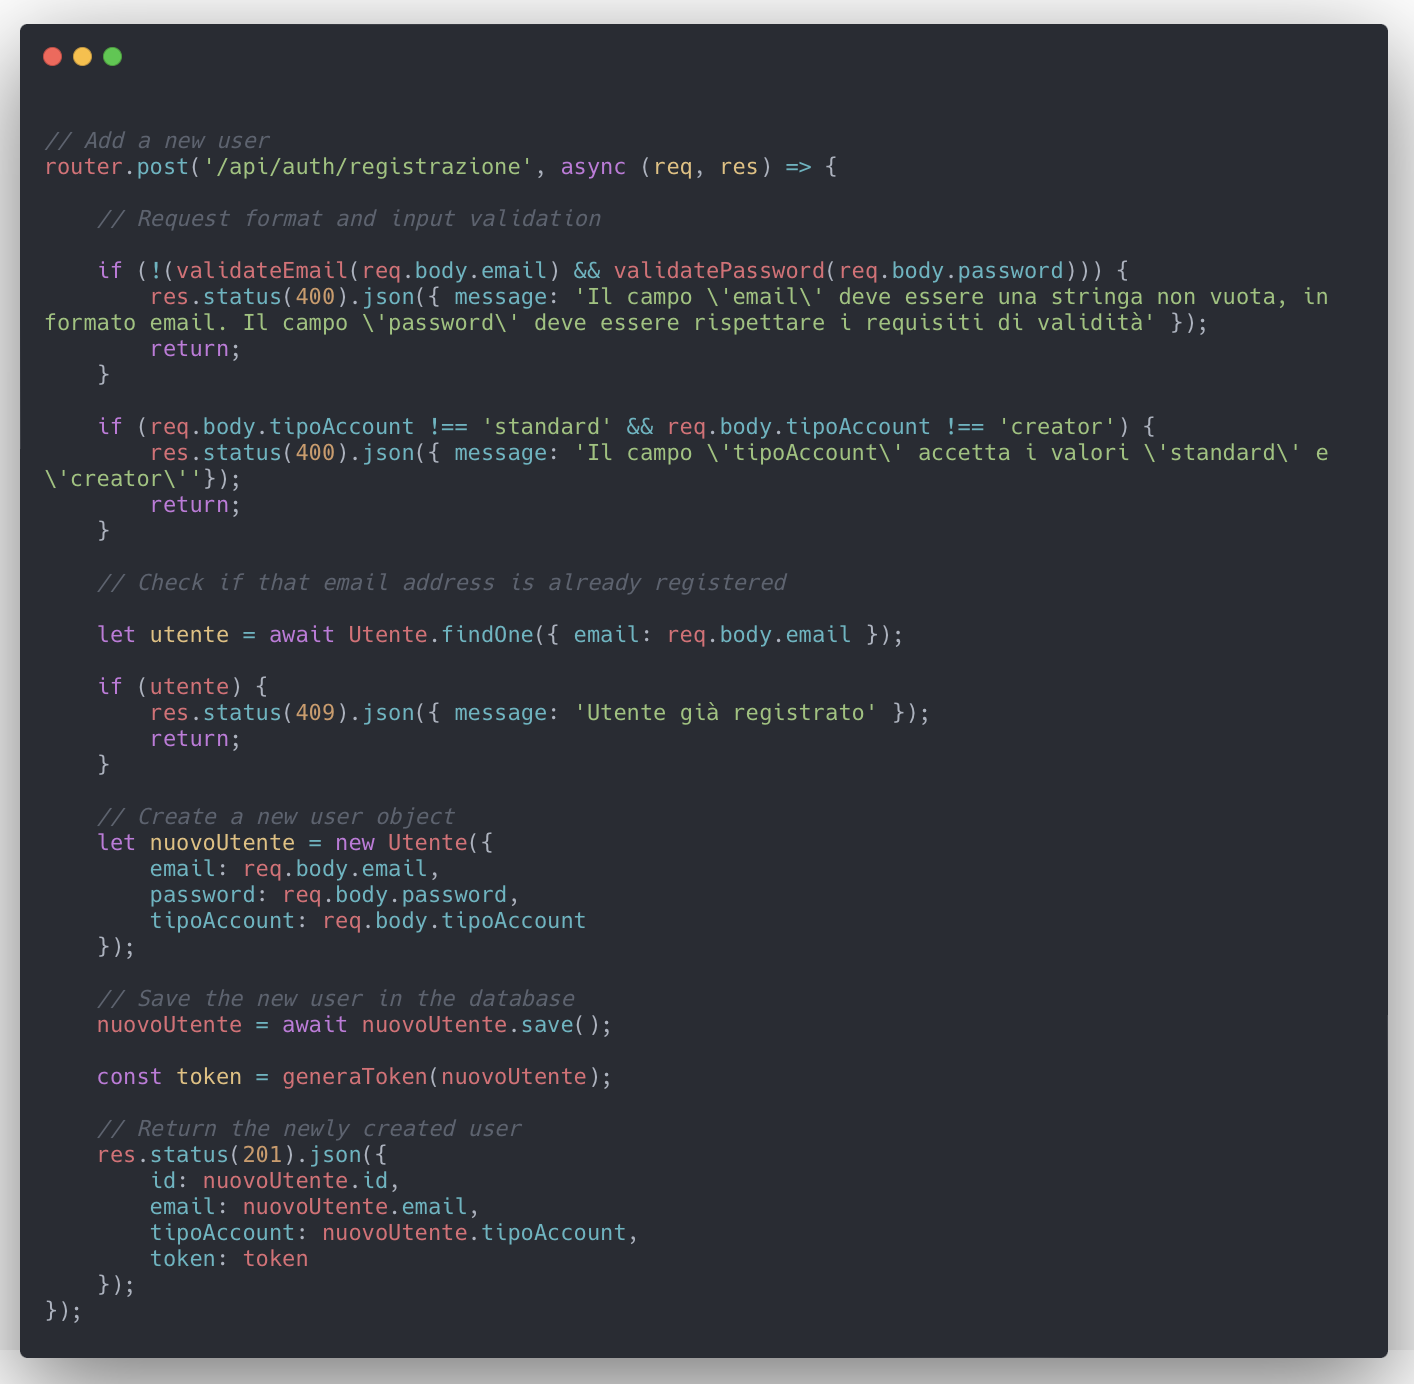 // Add a new user
router.post('/api/auth/registrazione', async (req, res) => {
    // Request format and input validation
    if (!(validateEmail(req.body.email) && validatePassword(req.body.password))) {
        res.status(400).json({ message: 'Il campo \'email\' deve essere una stringa non vuota, in
formato email. Il campo \'password\' deve essere rispettare i requisiti di validità' });
        return;
    }
    if (req.body.tipoAccount !== 'standard' && req.body.tipoAccount !== 'creator') {
        res.status(400).json({ message: 'Il campo \'tipoAccount\' accetta i valori \'standard\' e
\'creator\''});
        return;
    }
    // Check if that email address is already registered
    let utente = await Utente.findOne({ email: req.body.email });
    if (utente) {
        res.status(409).json({ message: 'Utente già registrato' });
        return;
    }
    // Create a new user object
    let nuovoUtente = new Utente({
        email: req.body.email,
        password: req.body.password,
        tipoAccount: req.body.tipoAccount
    });
    // Save the new user in the database
    nuovoUtente = await nuovoUtente.save();
    const token = generaToken(nuovoUtente);
    // Return the newly created user
    res.status(201).json({
        id: nuovoUtente.id,
        email: nuovoUtente.email,
        tipoAccount: nuovoUtente.tipoAccount,
        token: token
    });
});